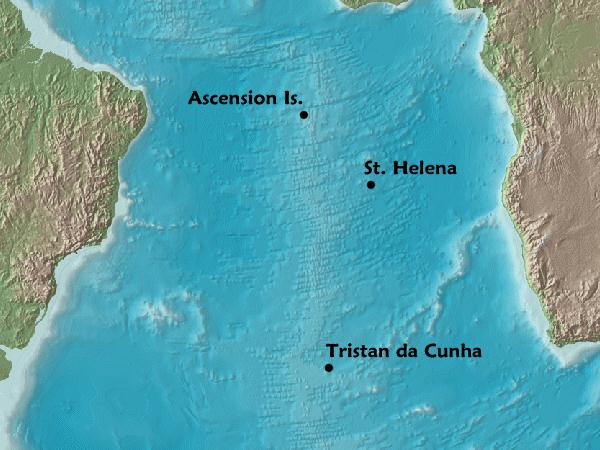 Ascension Is.
St. Helena
Tristan da Cunha